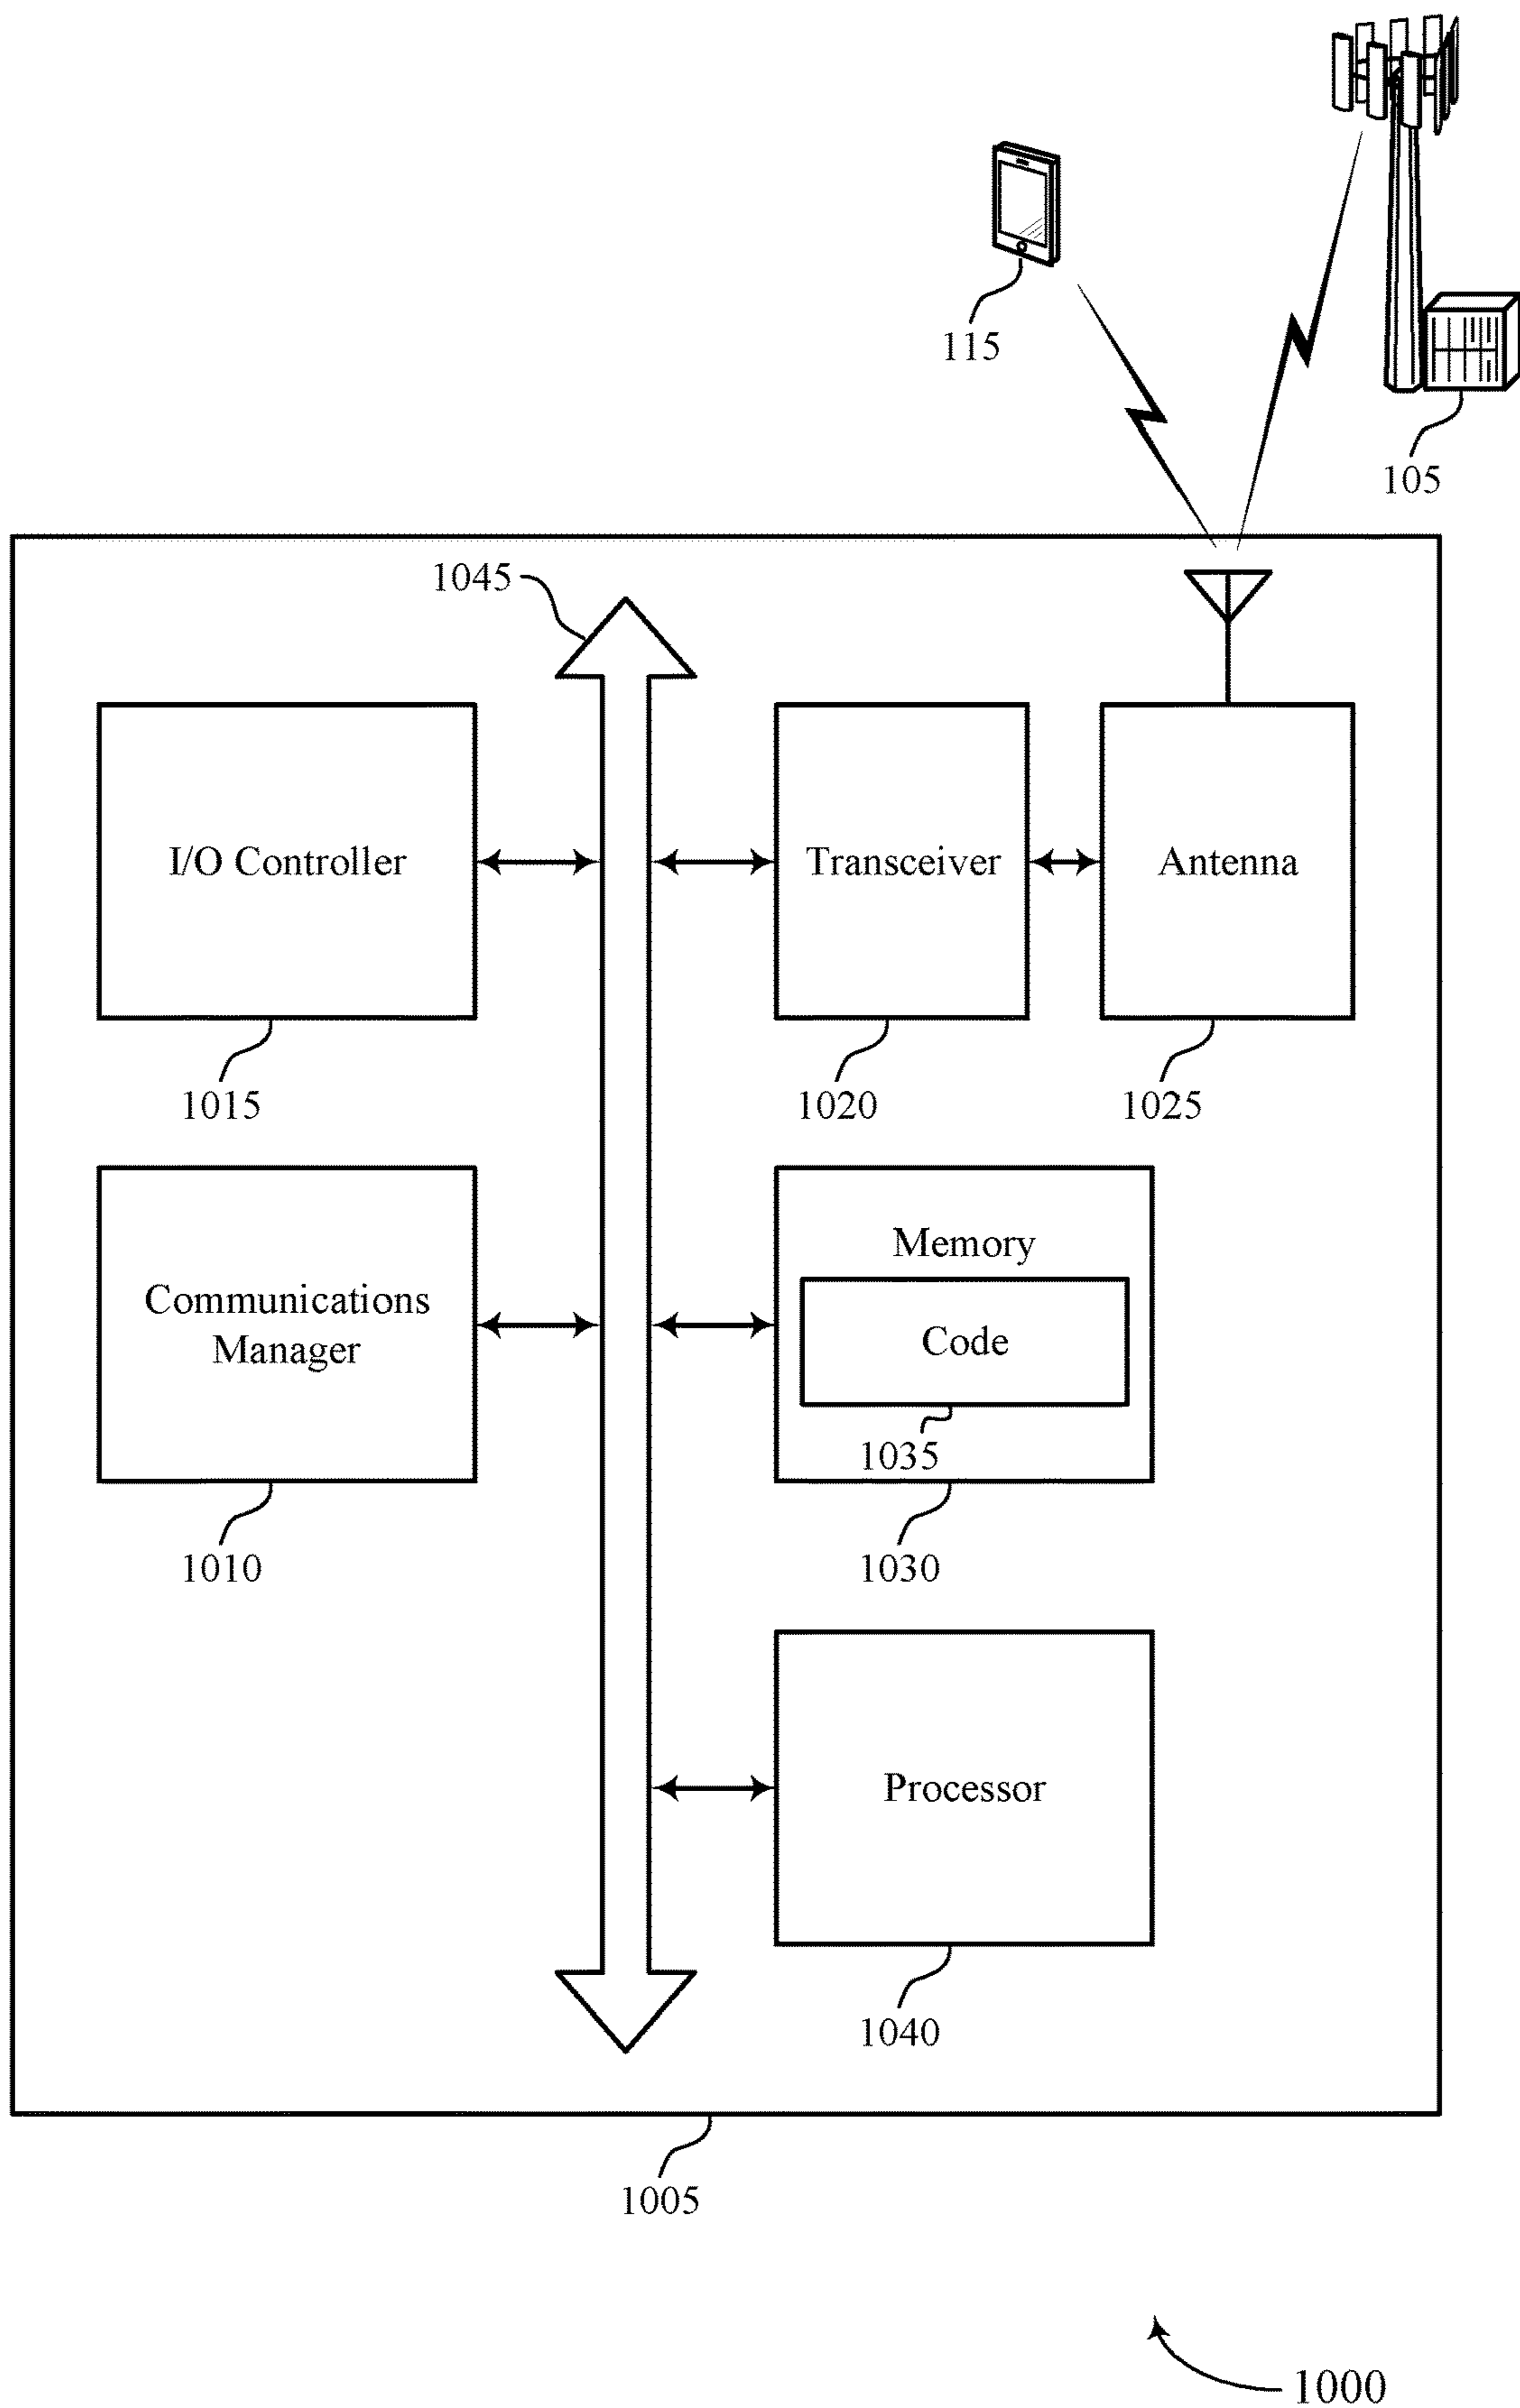 115
105
1045
I/O Controller
Transceiver
Antenna
1015
1020
1025
Communications
Manager
Memory
Code
1035
1010
1030
Processor
1040
1005
1000